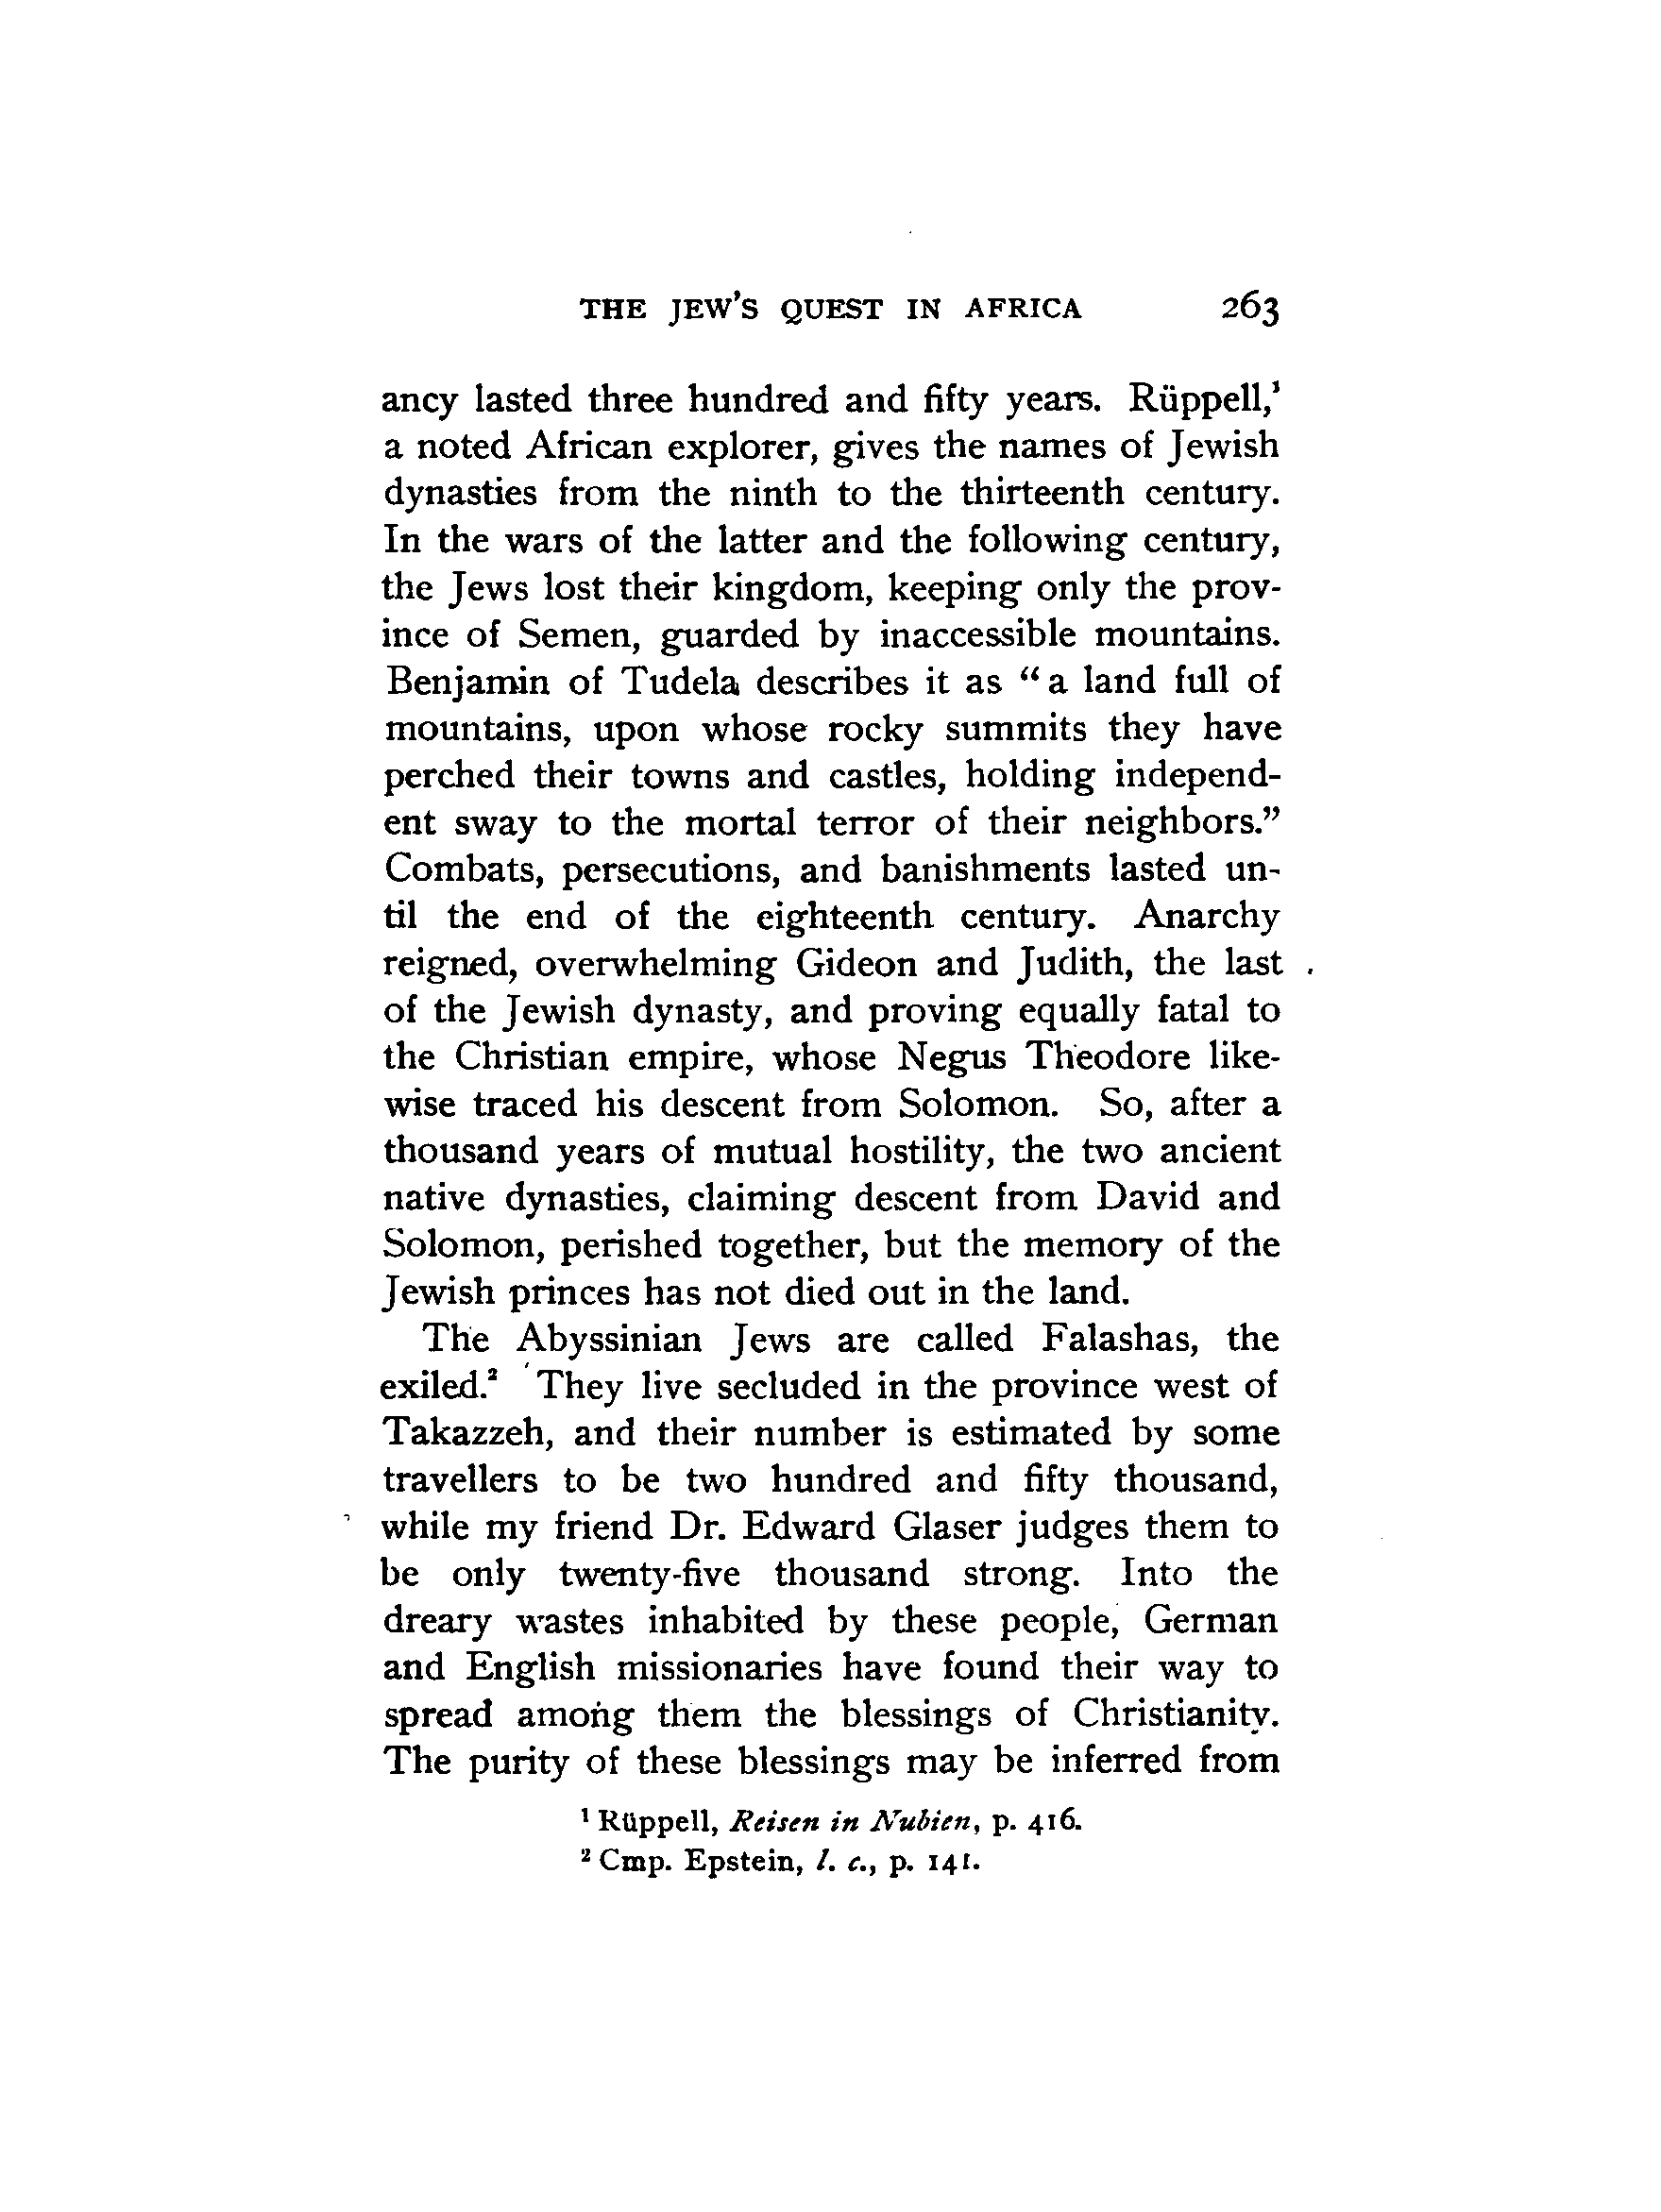 THE JEW'S QUEST IN AFRICA 263
ancy lasted three hundred and fifty years. Rüppell,¹
a noted African explorer, gives the names of Jewish
dynasties from the ninth to the thirteenth century.
In the wars of the latter and the following century,
the Jews lost their kingdom, keeping only the prov-
ince of Semen, guarded by inaccessible mountains.
Benjamin of Tudela describes it as “a land full of
mountains, upon whose rocky summits they have
perched their towns and castles, holding independ-
ent sway to the mortal terror of their neighbors.”
Combats, persecutions, and banishments lasted un-
til the end of the eighteenth century. Anarchy
reigned, overwhelming Gideon and Judith, the last
of the Jewish dynasty, and proving equally fatal to
the Christian empire, whose Negus Theodore like-
wise traced his descent from Solomon. So, after a
thousand years of mutual hostility, the two ancient
native dynasties, claiming descent from David and
Solomon, perished together, but the memory of the
Jewish princes has not died out in the land.
The Abyssinian Jews are called Falashas, the
exiled.² They live secluded in the province west of
Takazzeh, and their number is estimated by some
travellers to be two hundred and fifty thousand,
while my friend Dr. Edward Glaser judges them to
be only twenty-five thousand strong. Into the
dreary wastes inhabited by these people, German
and English missionaries have found their way to
spread among them the blessings of Christianity.
The purity of these blessings may be inferred from
¹ Rüppell, Reisen in Nubien, p. 416.
² Cmp. Epstein, l. c., p. 141.